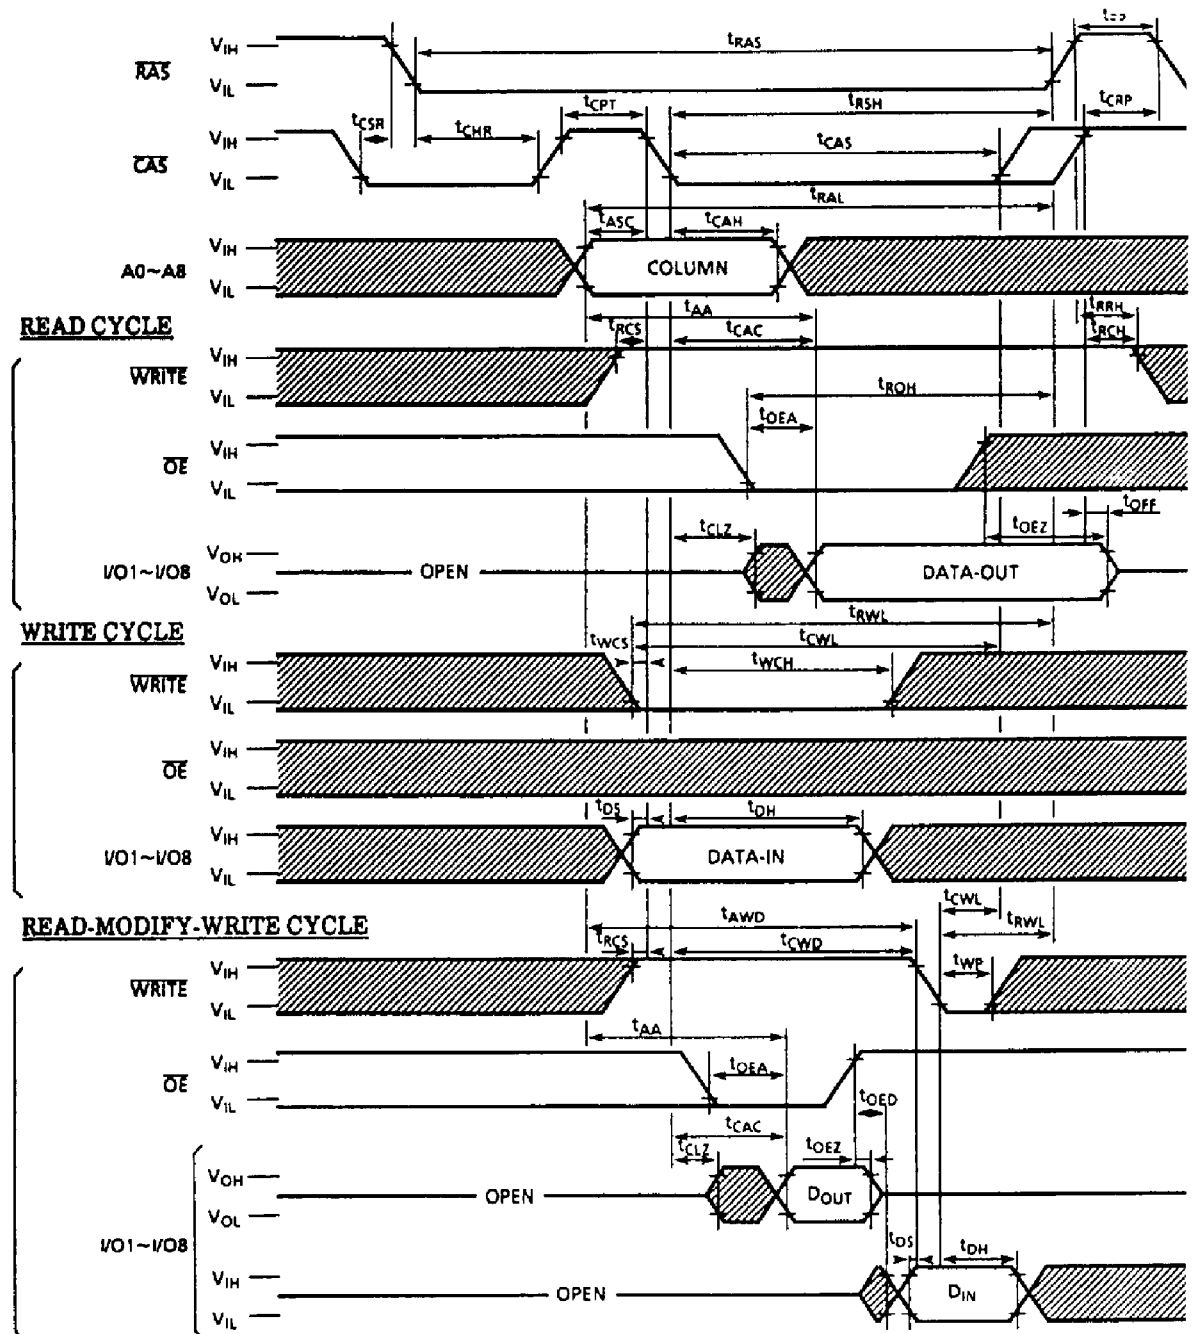 tRAS
VIH
RAS
VIL
tCPT
tRSH
tCRP
tCSR
tCHR
tCAS
VIH
CAS
VIL
tRAL
tASC
tCAH
VIH
A0~A8
COLUMN
VIL
READ CYCLE
tAA
tRRH
tRCS
tCAC
tRCH
VIH
WRITE
VIL
tROH
tOEA
VIH
OE
VIL
tOFF
tCLZ
tOEZ
VOH
I/O1~I/O8
OPEN
DATA-OUT
VOL
WRITE CYCLE
tRWL
tWCS
tCWL
tWCH
VIH
WRITE
VIL
VIH
OE
VIL
tDS
tDH
VIH
I/O1~I/O8
DATA-IN
VIL
READ-MODIFY-WRITE CYCLE
tAWD
tCWL
tRWL
tRCS
tCWD
tWP
VIH
WRITE
VIL
tAA
tOEA
VIH
OE
VIL
tOED
tCAC
tCLZ
tOEZ
VOH
OPEN
DOUT
VOL
I/O1~I/O8
tDS
tDH
VIH
OPEN
DIN
VIL